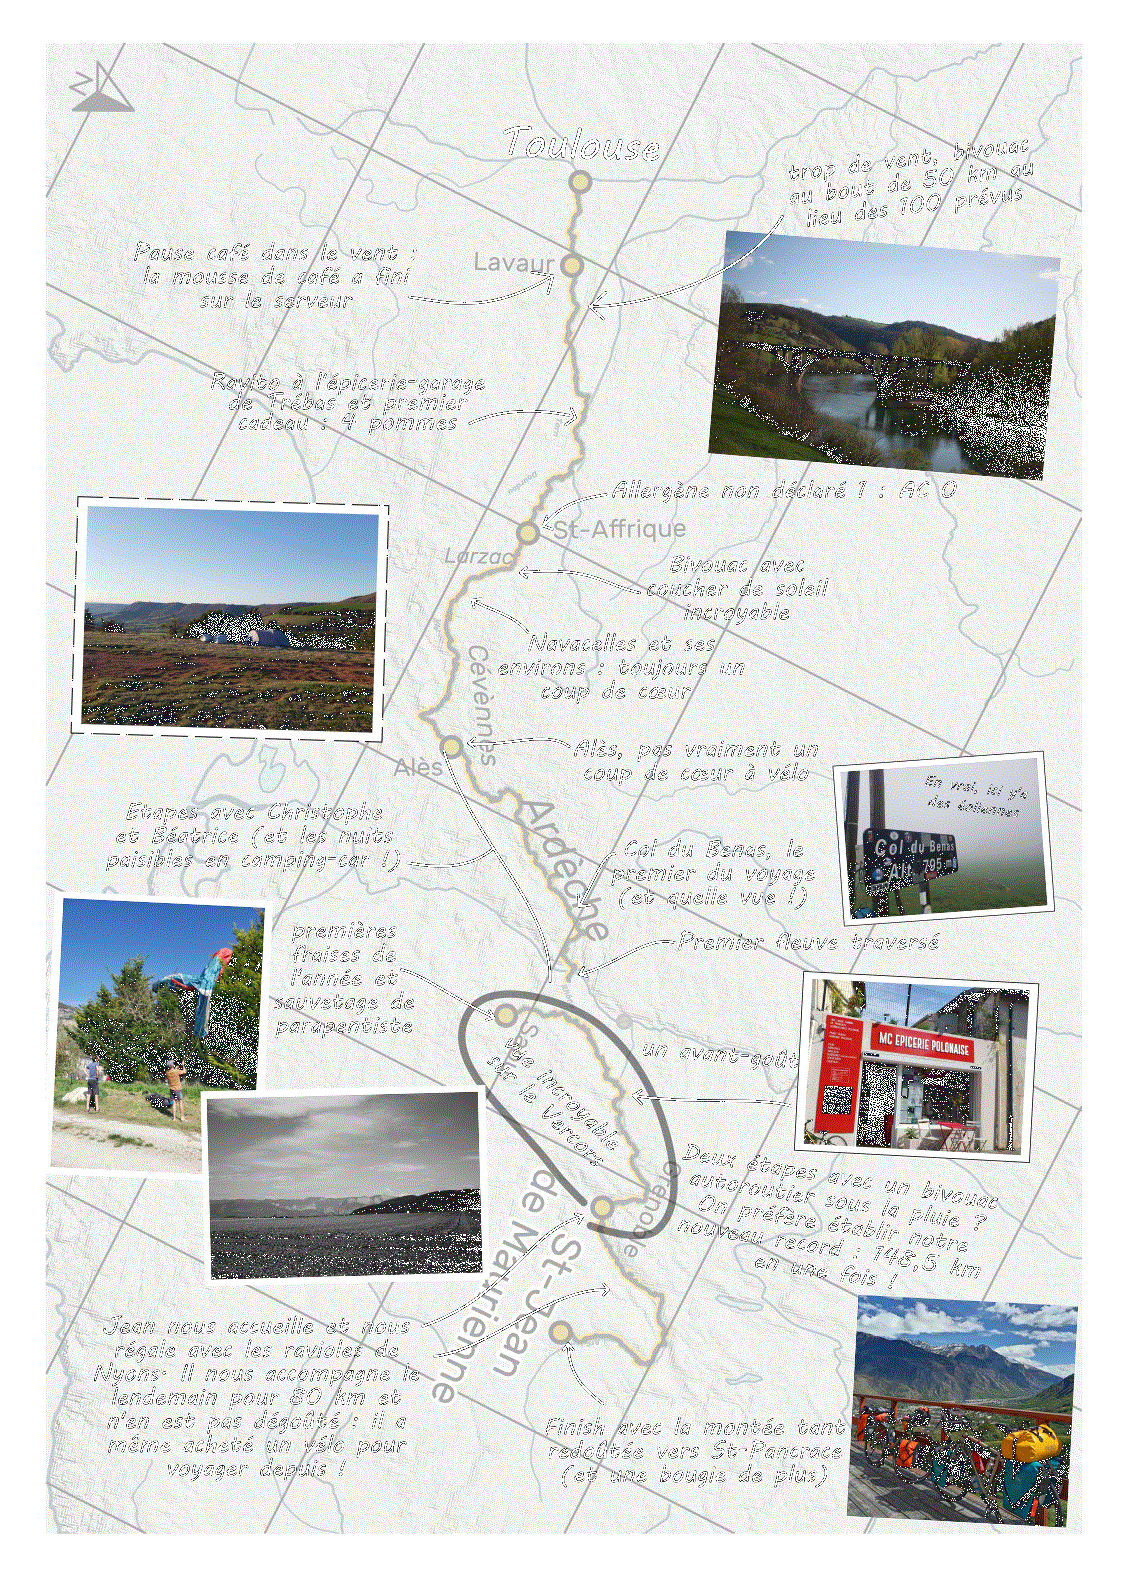 Toulouse
trop de vent, bivouac
au bout de 50 km au
lieu des 100 prévus
Pause café dans le vent :
la mousse de café a fini
sur le serveur
Lavaur
Ravito à l'épicerie-garage
de Trébas et premier
cadeau : 4 pommes
Tarn
Allergène non déclaré 1 : AC 0
St-Affrique
Larzac
Bivouac avec
coucher de soleil
incroyable
Navacelles et ses
environs : toujours un
coup de cœur
Cévènnes
Alès, pas vraiment un
coup de cœur à vélo
Alès
En vrai, ici y'a
des éoliennes
Col du Benas
Alt. 795 m
Etapes avec Christophe
et Béatrice (et les nuits
paisibles en camping-car !)
Ardèche
Col du Benas, le
premier du voyage
(et quelle vue !)
premières
fraises de
l'année et
sauvetage de
parapentiste
Premier fleuve traversé
MC EPICERIE POLONAISE
un avant-goût
Vue incroyable
sur le Vercors
Grenoble
Deux étapes avec un bivouac
autoroutier sous la pluie ?
On préfère établir notre
nouveau record : 148,5 km
en une fois !
St-Jean
de Maurienne
Jean nous accueille et nous
régale avec les ravioles de
Nyons. Il nous accompagne le
lendemain pour 80 km et
n'en est pas dégoûté : il a
même acheté un vélo pour
voyager depuis !
Finish avec la montée tant
redoutée vers St-Pancrace
(et une bougie de plus)